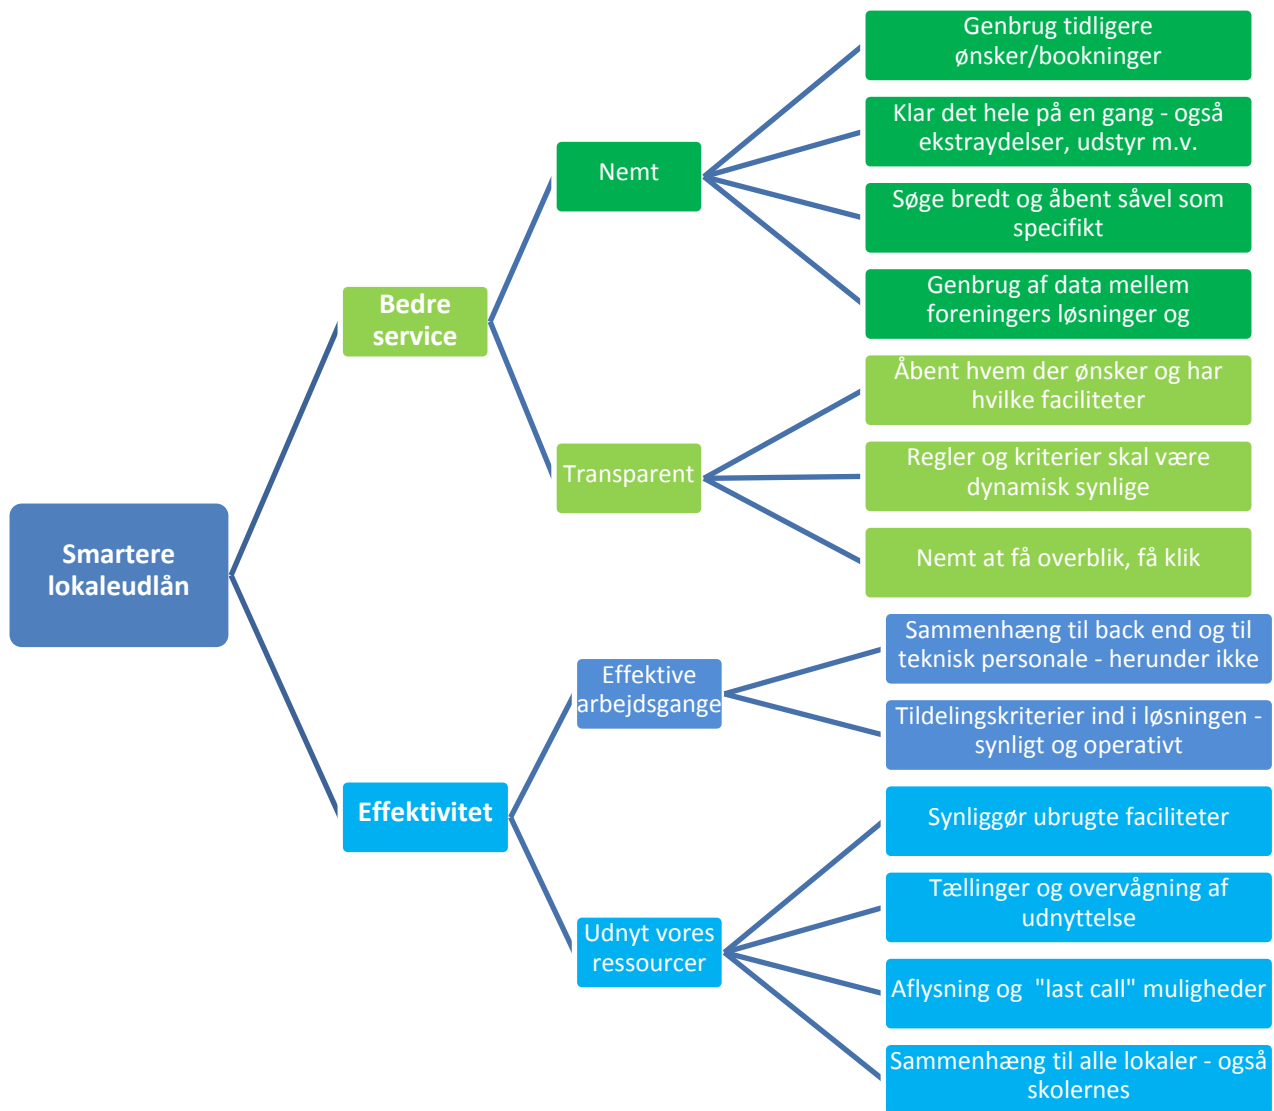 Smartere
lokaleudlån
Bedre
service
Nemt
Genbrug tidligere
ønsker/bookninger
Klar det hele på en gang - også
ekstraydelser, udstyr m.v.
Søge bredt og åbent såvel som
specifikt
Genbrug af data mellem
foreningers løsninger og
Transparent
Åbent hvem der ønsker og har
hvilke faciliteter
Regler og kriterier skal være
dynamisk synlige
Nemt at få overblik, få klik
Effektivitet
Effektive
arbejdsgange
Sammenhæng til back end og til
teknisk personale - herunder ikke
Tildelingskriterier ind i løsningen -
synligt og operativt
Udnyt vores
ressourcer
Synliggør ubrugte faciliteter
Tællinger og overvågning af
udnyttelse
Aflysning og "last call" muligheder
Sammenhæng til alle lokaler - også
skolernes